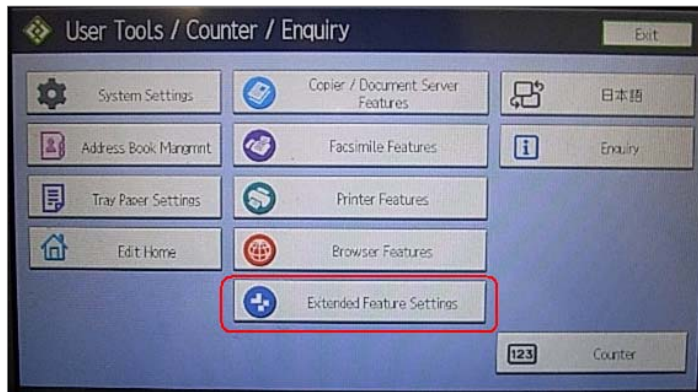 User Tools / Counter / Enquiry
Exit
System Settings
Copier / Document Server
Features
日本語
Address Book Mangmnt
Facsimile Features
Enquiry
Tray Paper Settings
Printer Features
Edit Home
Browser Features
Extended Feature Settings
123
Counter